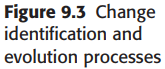 Figure 9.3 Change
identification and
evolution processes